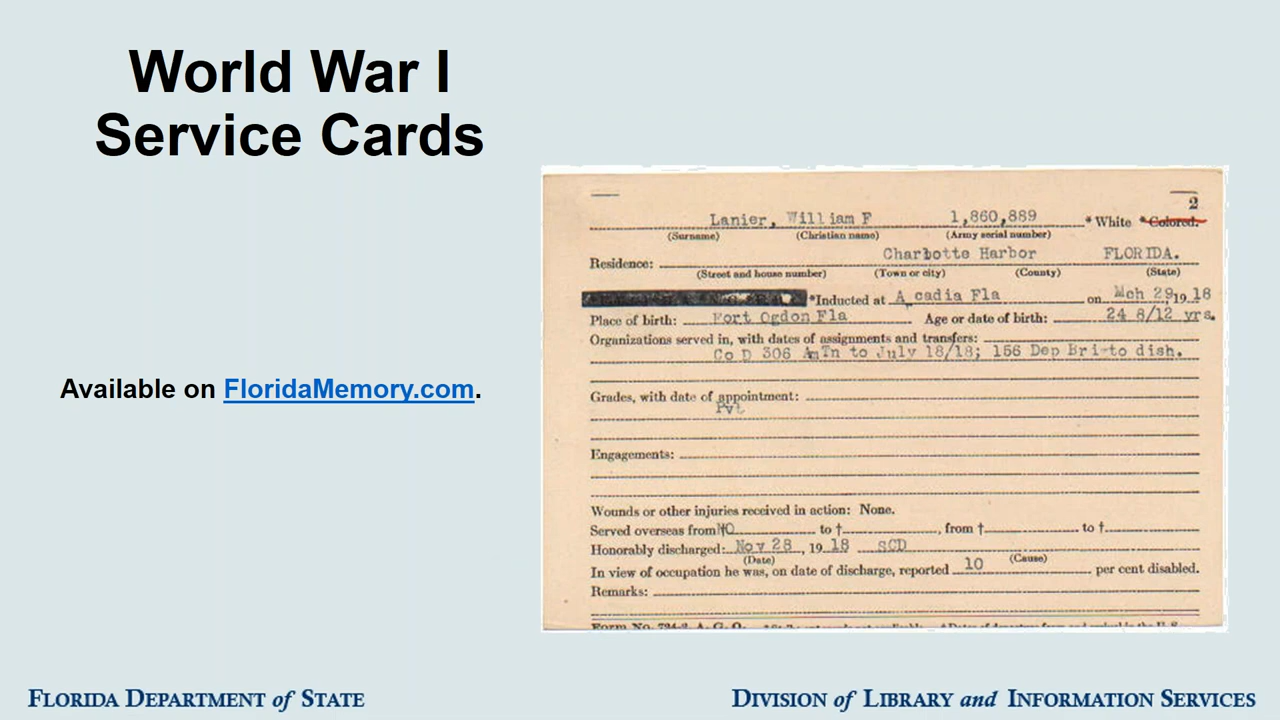 World War I
Service Cards
Available on FloridaMemory.com.
2
Lanier, William F 1,860,889 * White * Colored.
(Surname) (Christian name) (Army serial number)
Residence: Charbotte Harbor FLORIDA.
(Street and house number) (Town or city) (County) (State)
*Inducted at A cadia Fla on Mch 29, 19 18
Place of birth: Fort Ogdon Fla Age or date of birth: 24 8/12 yrs.
Organizations served in, with dates of assignments and transfers:
Co D 306 AmTn to July 18/18; 156 Dep Bri to dish.
Grades, with date of appointment:
Pvt
Engagements:
Wounds or other injuries received in action: None.
Served overseas from NO to † , from † to †
Honorably discharged: Nov 28 , 19 18 SCD
(Date) (Cause)
In view of occupation he was, on date of discharge, reported 10 per cent disabled.
Remarks:
Form No. 724-2, A. G. O.
FLORIDA DEPARTMENT of STATE
DIVISION of LIBRARY and INFORMATION SERVICES